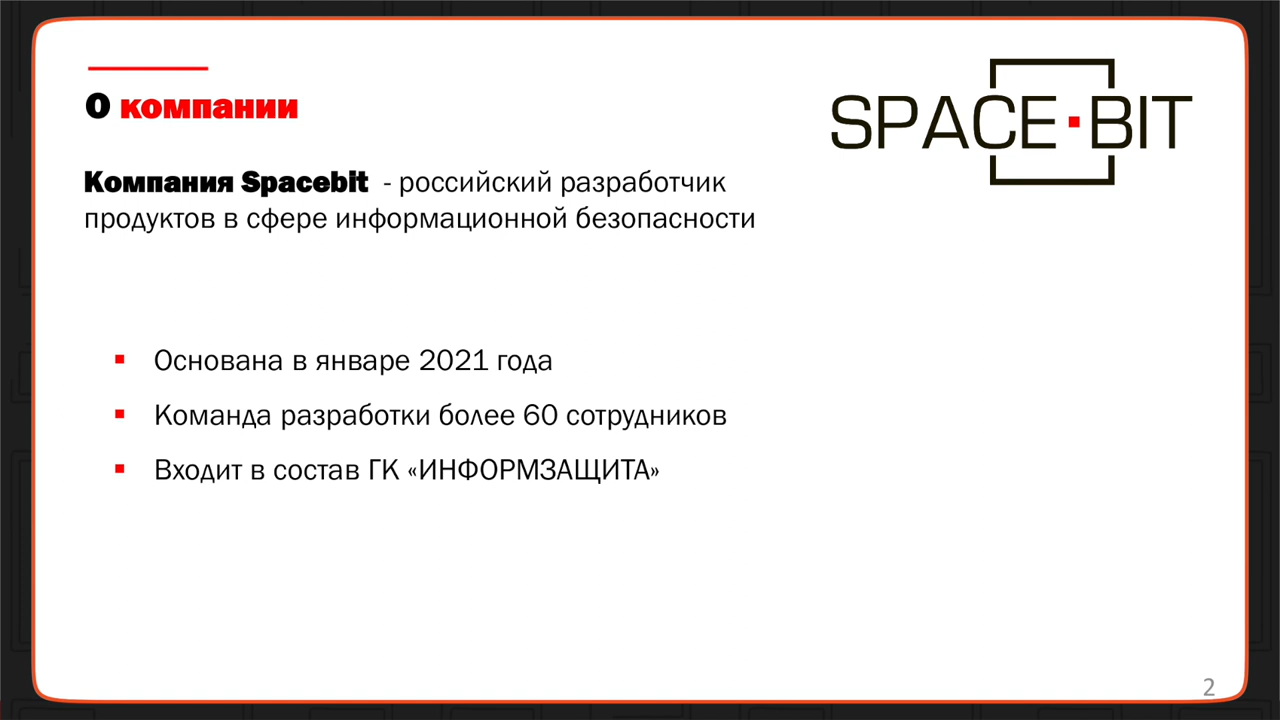 О компании
SPACE·BIT
Компания Spacebit - российский разработчик
продуктов в сфере информационной безопасности
▪ Основана в январе 2021 года
▪ Команда разработки более 60 сотрудников
▪ Входит в состав ГК «ИНФОРМЗАЩИТА»
2